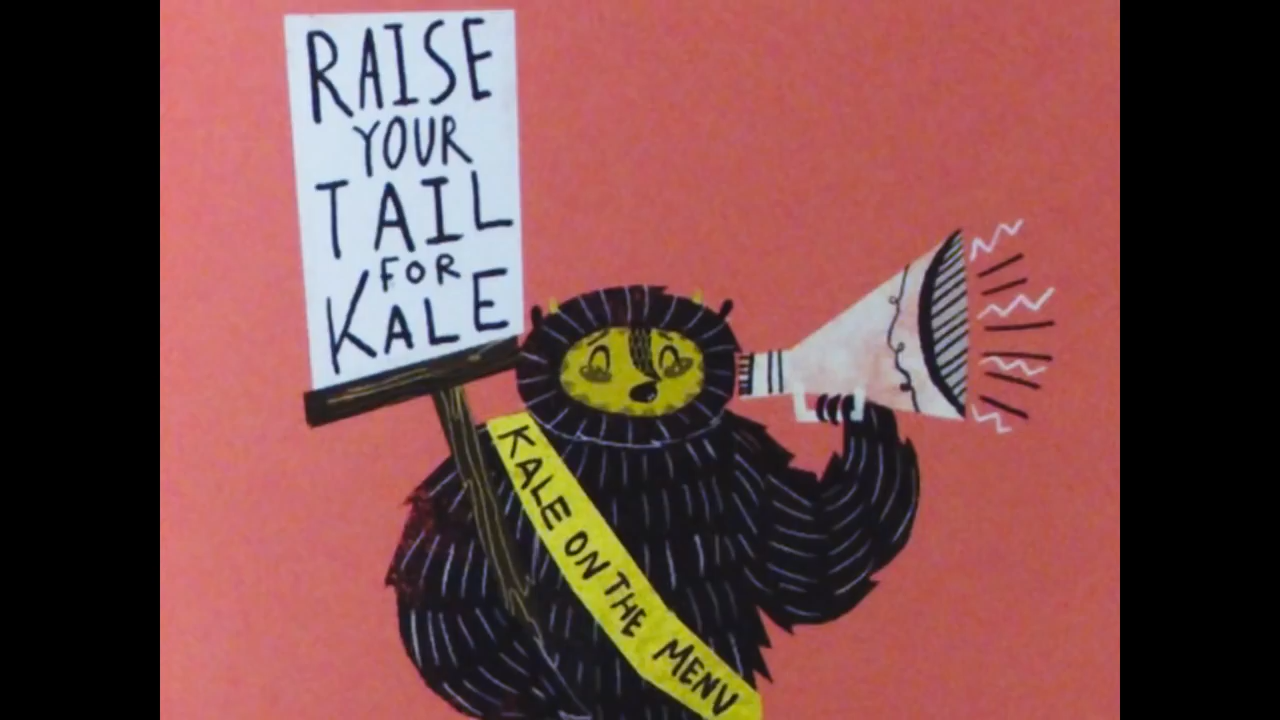 RAISE
YOUR
TAIL
FOR
KALE
KALE ON THE MENU